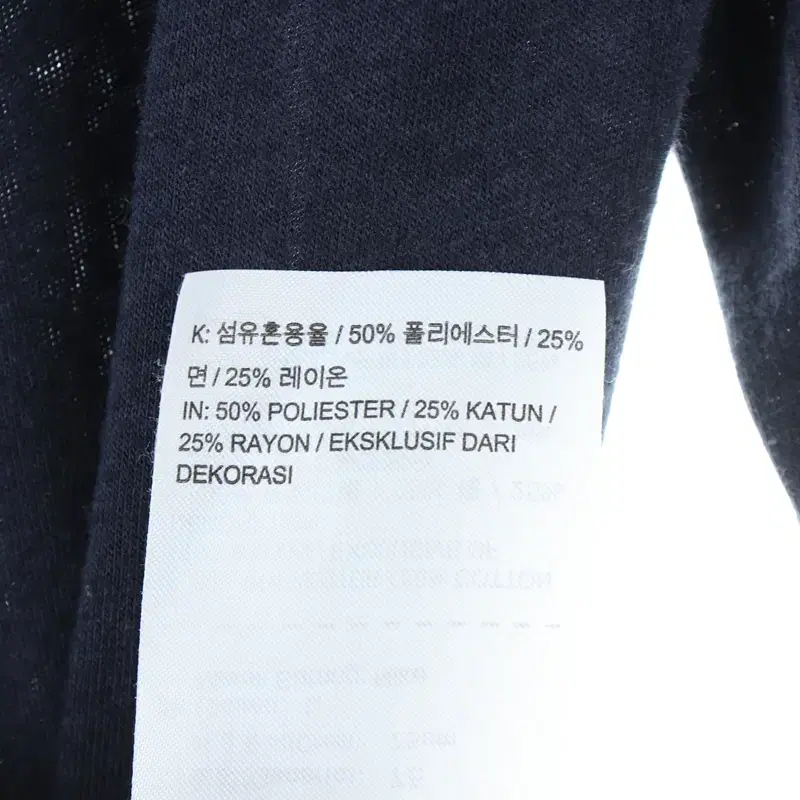 K: 섬유혼용율 / 50% 폴리에스터 / 25%
면 / 25% 레이온
IN: 50% POLIESTER / 25% KATUN /
25% RAYON / EKSKLUSIF DARI
DEKORASI